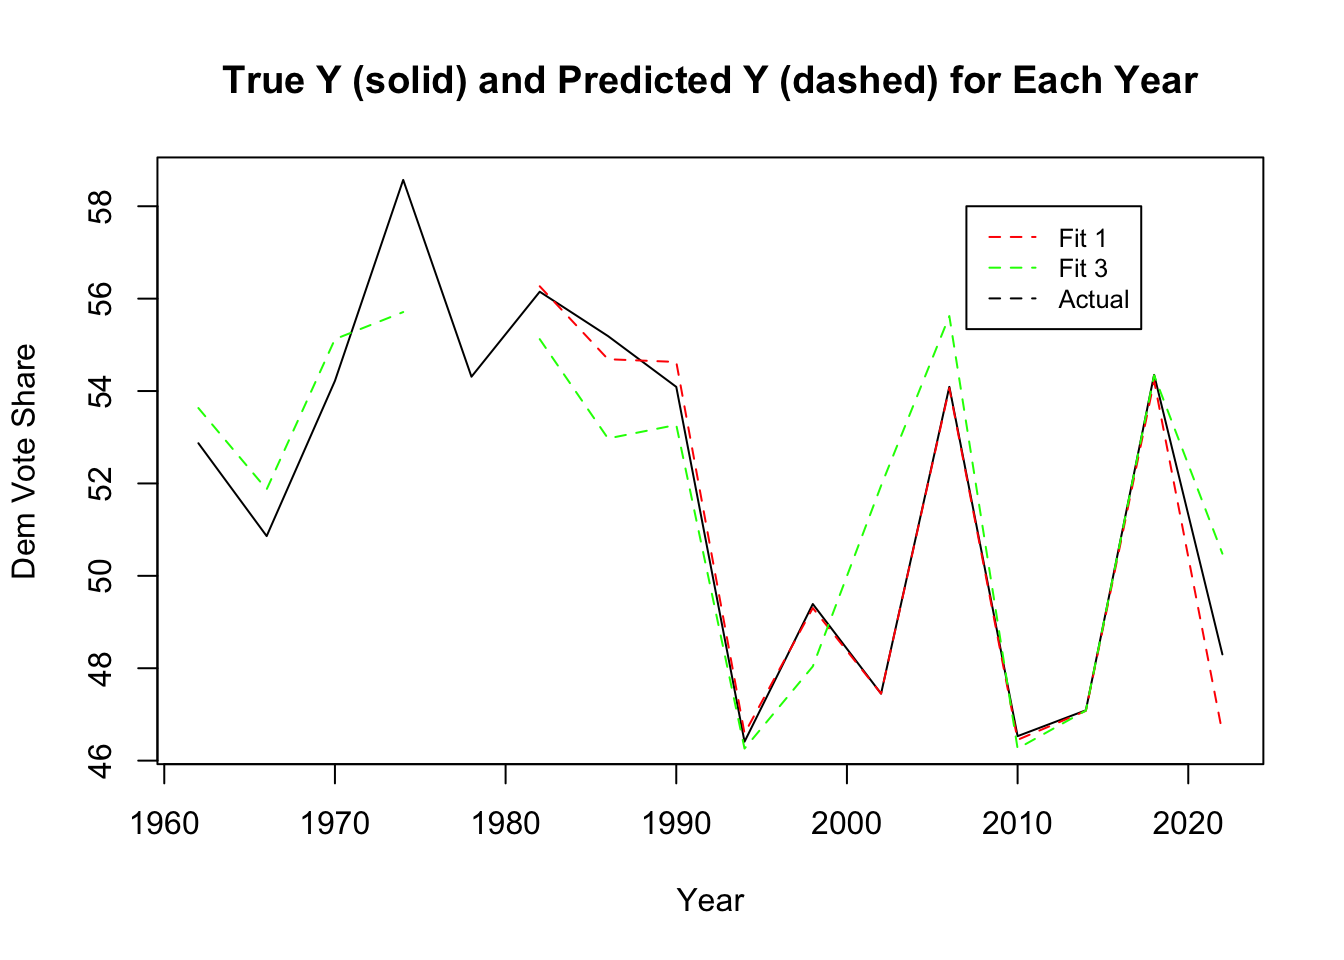 True Y (solid) and Predicted Y (dashed) for Each Year
Dem Vote Share
58
56
54
52
50
48
46
Fit 1
Fit 3
Actual
1960 1970 1980 1990 2000 2010 2020
Year